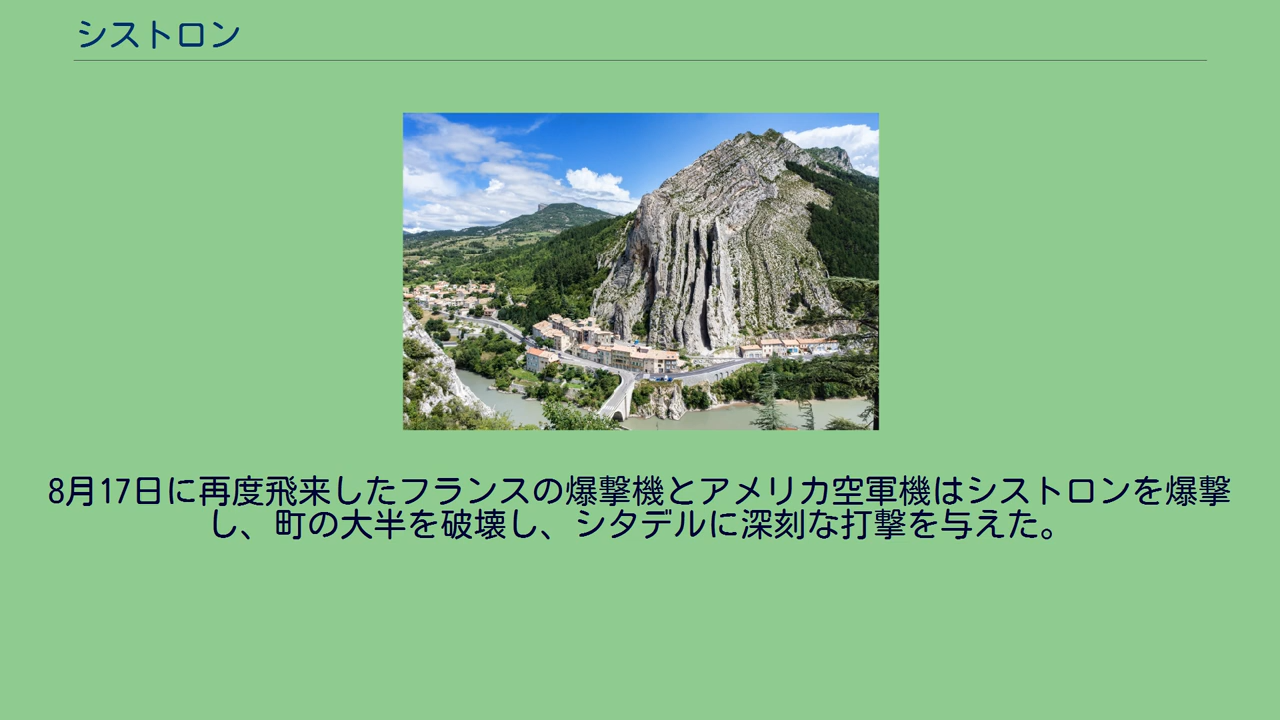 シストロン
8月17日に再度飛来したフランスの爆撃機とアメリカ空軍機はシストロンを爆撃
し、町の大半を破壊し、シタデルに深刻な打撃を与えた。